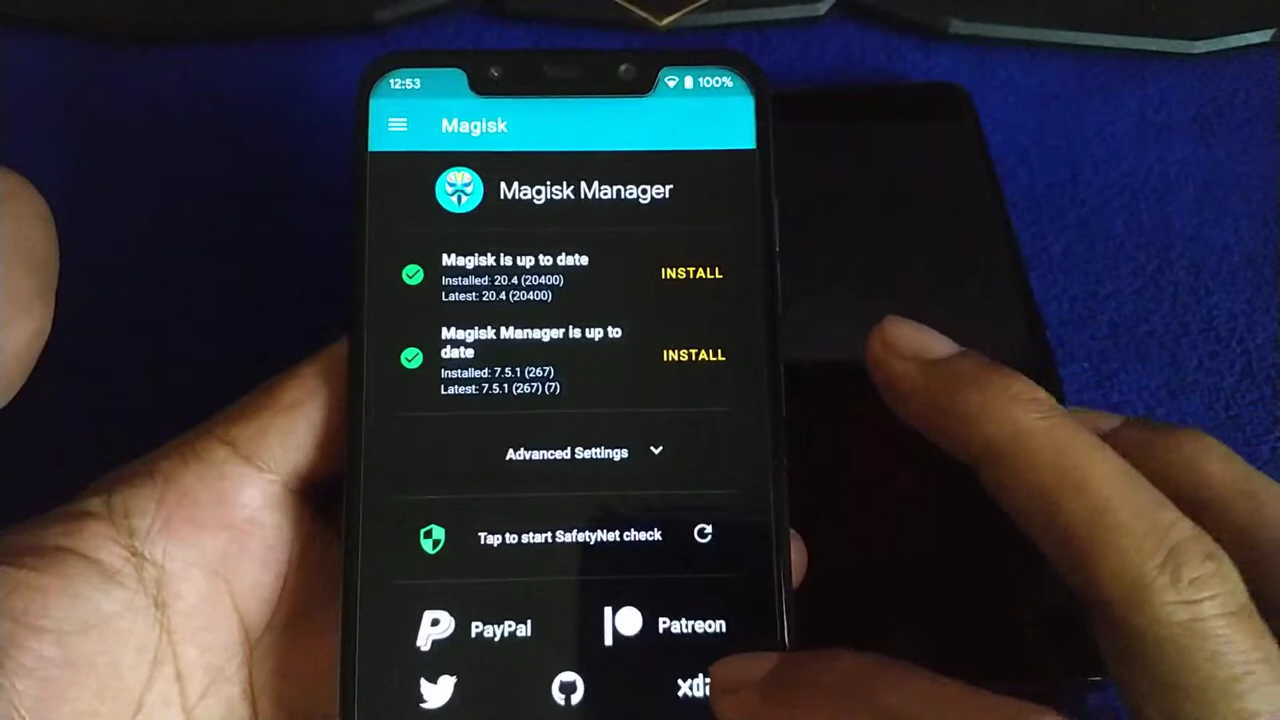 12:53
100%
Magisk
Magisk Manager
Magisk is up to date
Installed: 20.4 (20400)
Latest: 20.4 (20400)
INSTALL
Magisk Manager is up to
date
Installed: 7.5.1 (267)
Latest: 7.5.1 (267) (7)
INSTALL
Advanced Settings
Tap to start SafetyNet check
PayPal
Patreon
xda